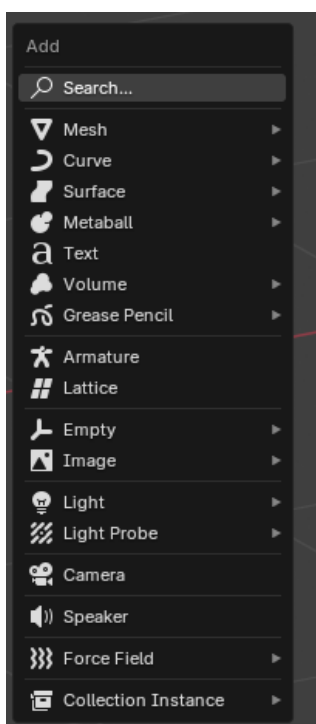 Add
Search...
Mesh
Curve
Surface
Metaball
Text
Volume
Grease Pencil
Armature
Lattice
Empty
Image
Light
Light Probe
Camera
Speaker
Force Field
Collection Instance